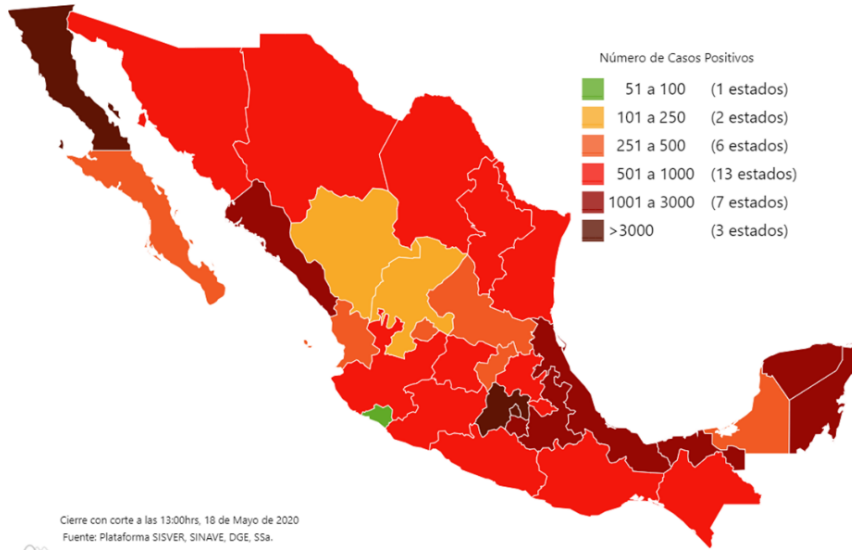 Número de Casos Positivos
51 a 100 (1 estados)
101 a 250 (2 estados)
251 a 500 (6 estados)
501 a 1000 (13 estados)
1001 a 3000 (7 estados)
>3000 (3 estados)
Cierre con corte a las 13:00hrs, 18 de Mayo de 2020
Fuente: Plataforma SISVER, SINAVE, DGE, SSa.